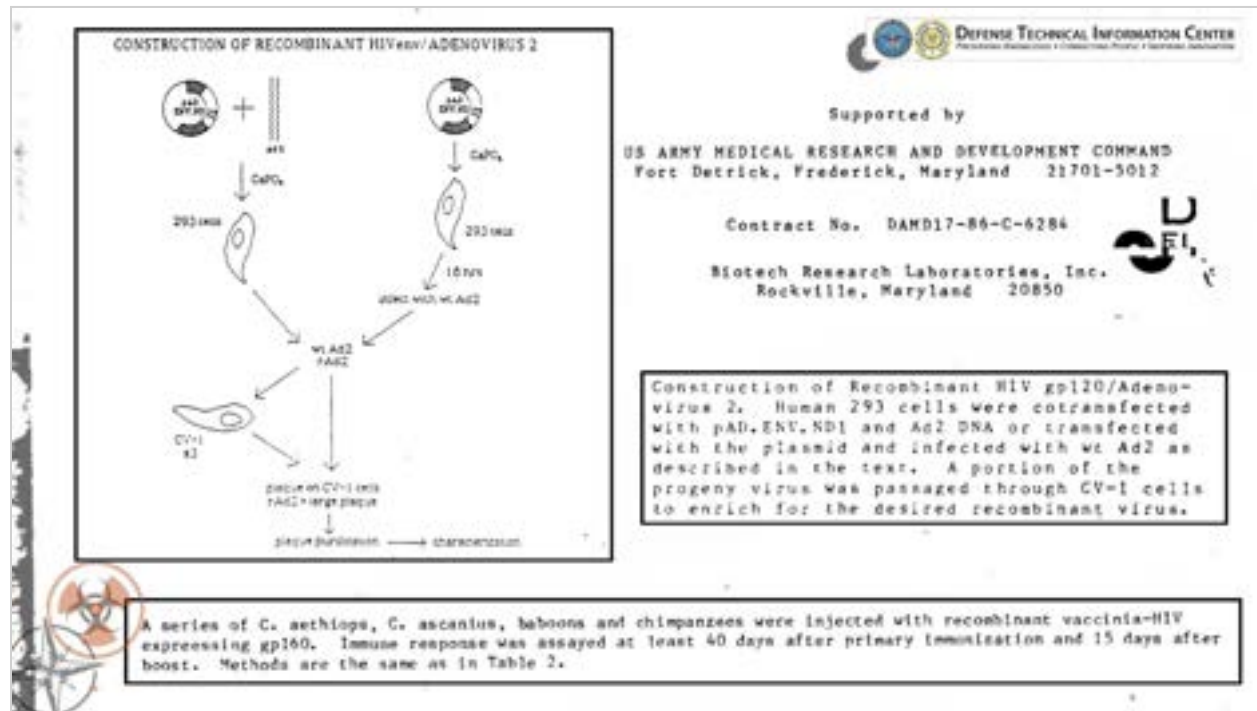 CONSTRUCTION OF RECOMBINANT HIVenv/ADENOVIRUS 2
+
CaPO₄
CaPO₄
293 cells
293 cells
16 hrs
infect with wt Ad2
wt Ad2
rAd2
CV-1
plaque on CV-1 cells
rAd2 = large plaque
plaque purification
characterization
DEFENSE TECHNICAL INFORMATION CENTER
Supported by
US ARMY MEDICAL RESEARCH AND DEVELOPMENT COMMAND
Fort Detrick, Frederick, Maryland 21701-5012
Contract No. DAMD17-86-C-6284
Biotech Research Laboratories, Inc.
Rockville, Maryland 20850
Construction of Recombinant HIV gp120/Adeno-
virus 2. Human 293 cells were cotransfected
with pAD.ENV.ND1 and Ad2 DNA or transfected
with the plasmid and infected with wt Ad2 as
described in the text. A portion of the
progeny virus was passaged through CV-1 cells
to enrich for the desired recombinant virus.
A series of C. aethiops, C. ascanius, baboons and chimpanzees were injected with recombinant vaccinia-HIV
expressing gp160. Immune response was assayed at least 40 days after primary immunization and 15 days after
boost. Methods are the same as in Table 2.